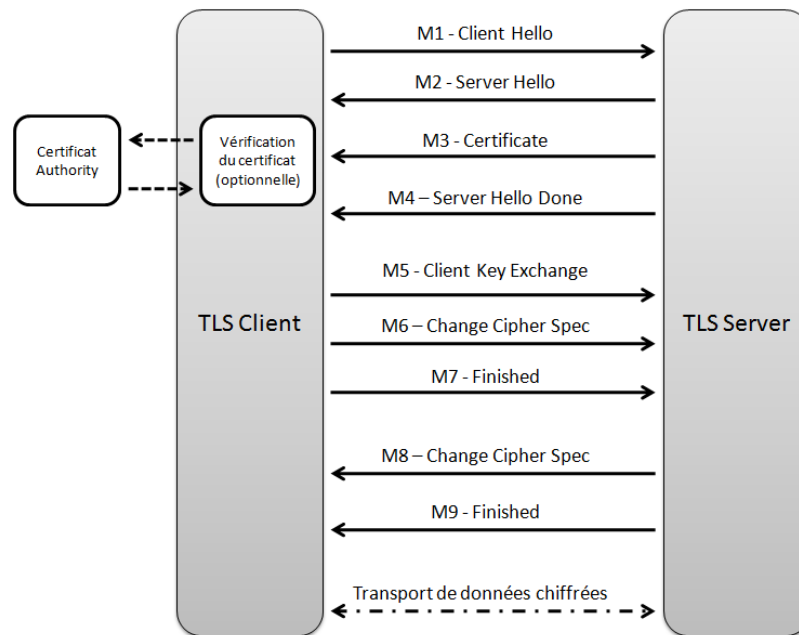 M1 - Client Hello
M2 - Server Hello
Certificat
Authority
Vérification
du certificat
(optionnelle)
M3 - Certificate
M4 – Server Hello Done
M5 - Client Key Exchange
TLS Client
TLS Server
M6 – Change Cipher Spec
M7 - Finished
M8 – Change Cipher Spec
M9 - Finished
Transport de données chiffrées